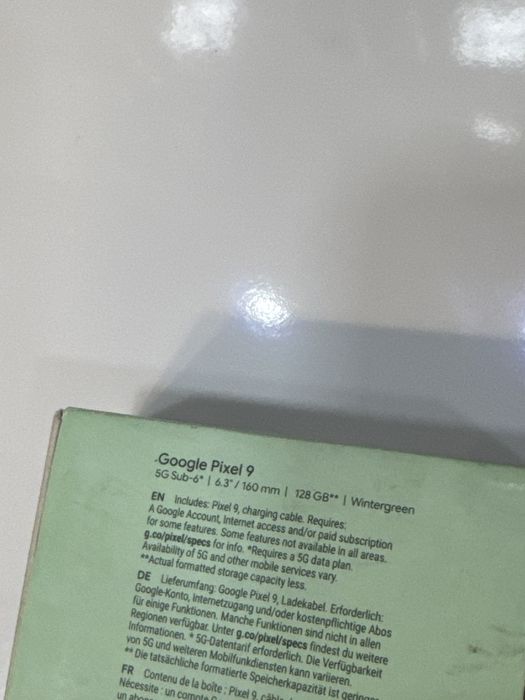 Google Pixel 9
5G Sub-6* | 6.3" / 160 mm | 128 GB** | Wintergreen
EN Includes: Pixel 9, charging cable. Requires:
A Google Account, Internet access and/or paid subscription
for some features. Some features not available in all areas.
g.co/pixel/specs for info. *Requires a 5G data plan.
Availability of 5G and other mobile services vary.
**Actual formatted storage capacity less.
DE Lieferumfang: Google Pixel 9, Ladekabel. Erforderlich:
Google-Konto, Internetzugang und/oder kostenpflichtige Abos
für einige Funktionen. Manche Funktionen sind nicht in allen
Regionen verfügbar. Unter g.co/pixel/specs findest du weitere
Informationen. * 5G-Datentarif erforderlich. Die Verfügbarkeit
von 5G und weiteren Mobilfunkdiensten kann variieren.
** Die tatsächliche formatierte Speicherkapazität ist
FR Contenu de la boîte : Pixel 9,
Nécessite : un compte
un